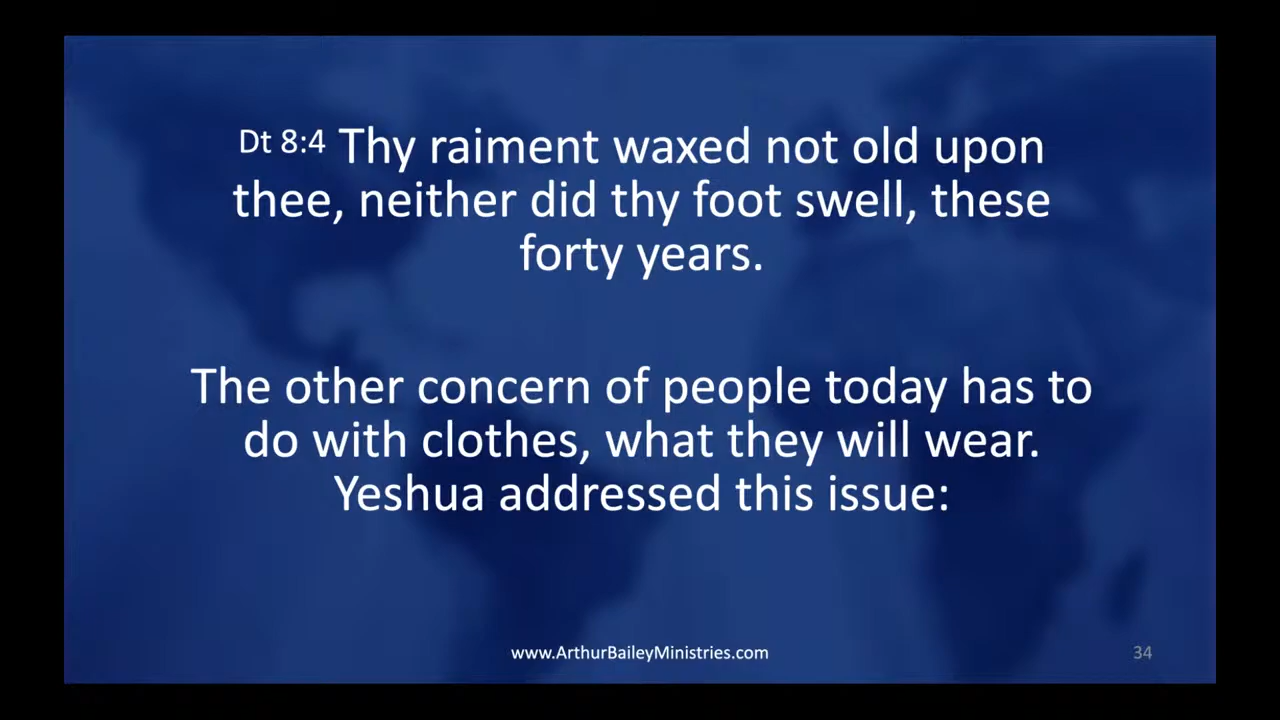 Dt 8:4 Thy raiment waxed not old upon
thee, neither did thy foot swell, these
forty years.
The other concern of people today has to
do with clothes, what they will wear.
Yeshua addressed this issue:
www.ArthurBaileyMinistries.com
34